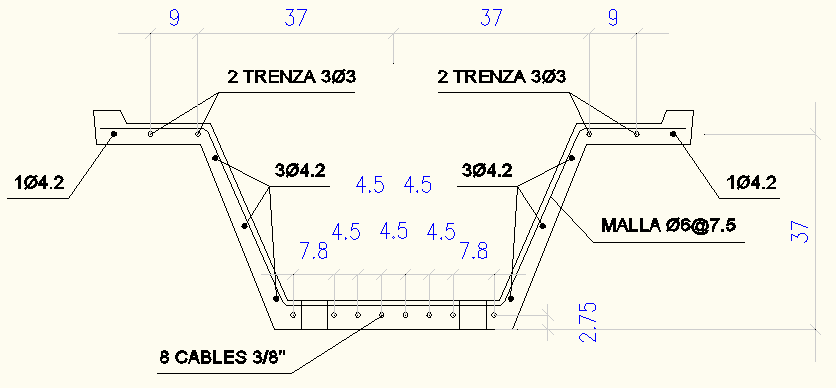 9 37 37 9
2 TRENZA 3Ø3 2 TRENZA 3Ø3
1Ø4.2 3Ø4.2 3Ø4.2 1Ø4.2
4.5 4.5
MALLA Ø6@7.5
4.5 4.5 4.5
7.8 7.8
37
2.75
8 CABLES 3/8"